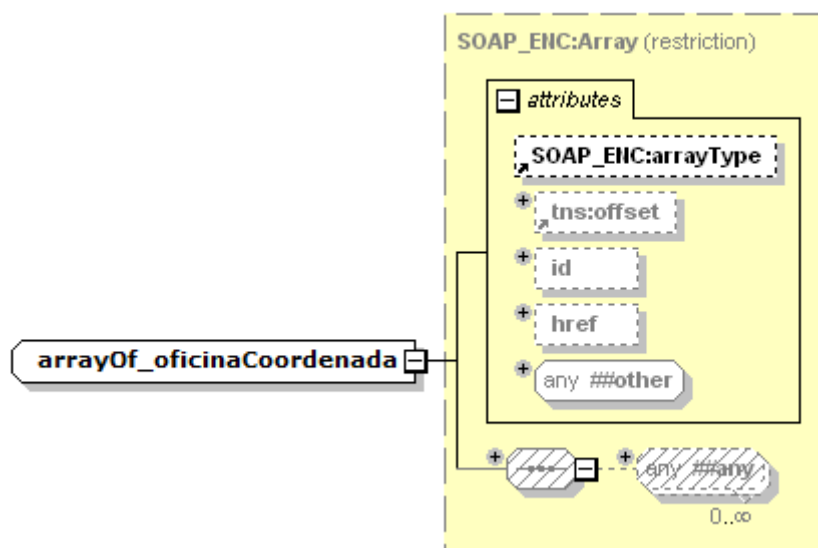 SOAP_ENC:Array (restriction)
attributes
SOAP_ENC:arrayType
tns:offset
id
href
any ##other
arrayOf_oficinaCoordenada
any ##any
0..∞